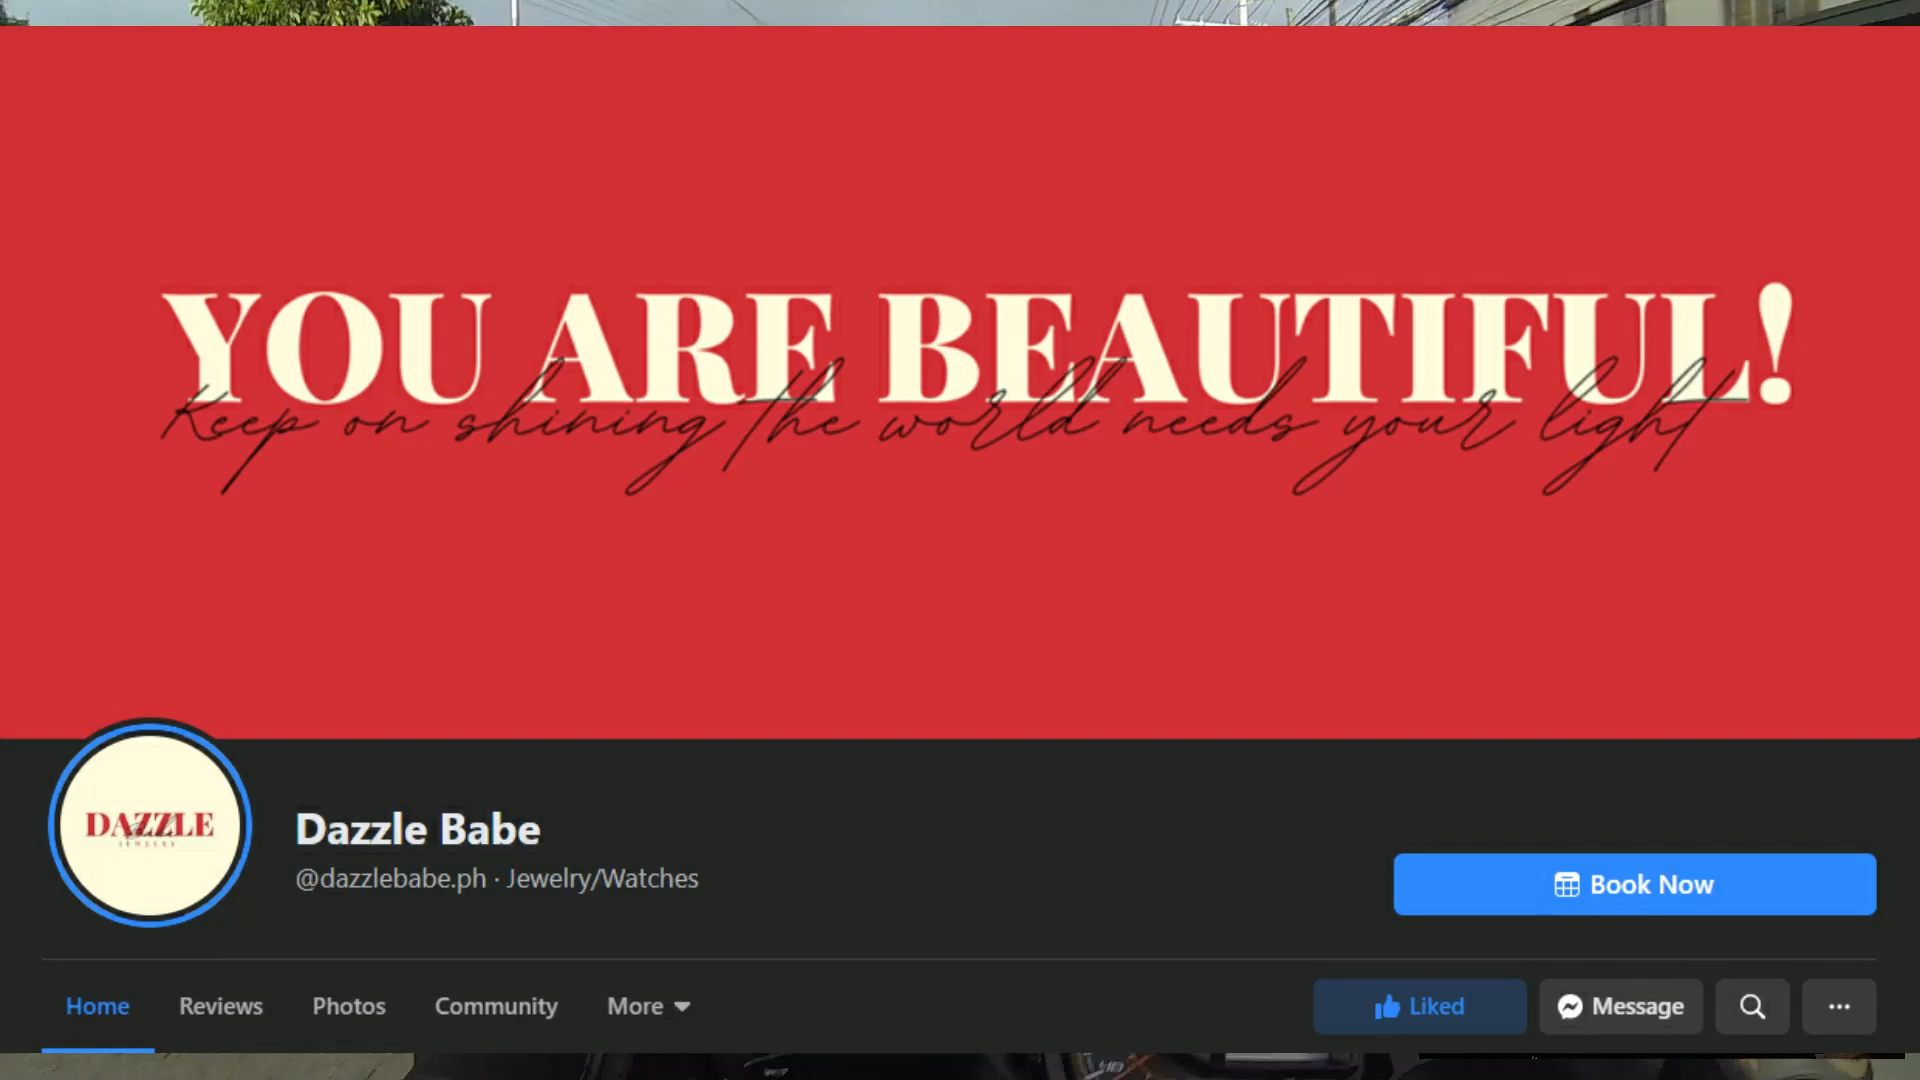 YOU ARE BEAUTIFUL!
Keep on shining the world needs your light
DAZZLE
JEWELRY
Dazzle Babe
@dazzlebabe.ph · Jewelry/Watches
Book Now
Home
Reviews
Photos
Community
More
Liked
Message